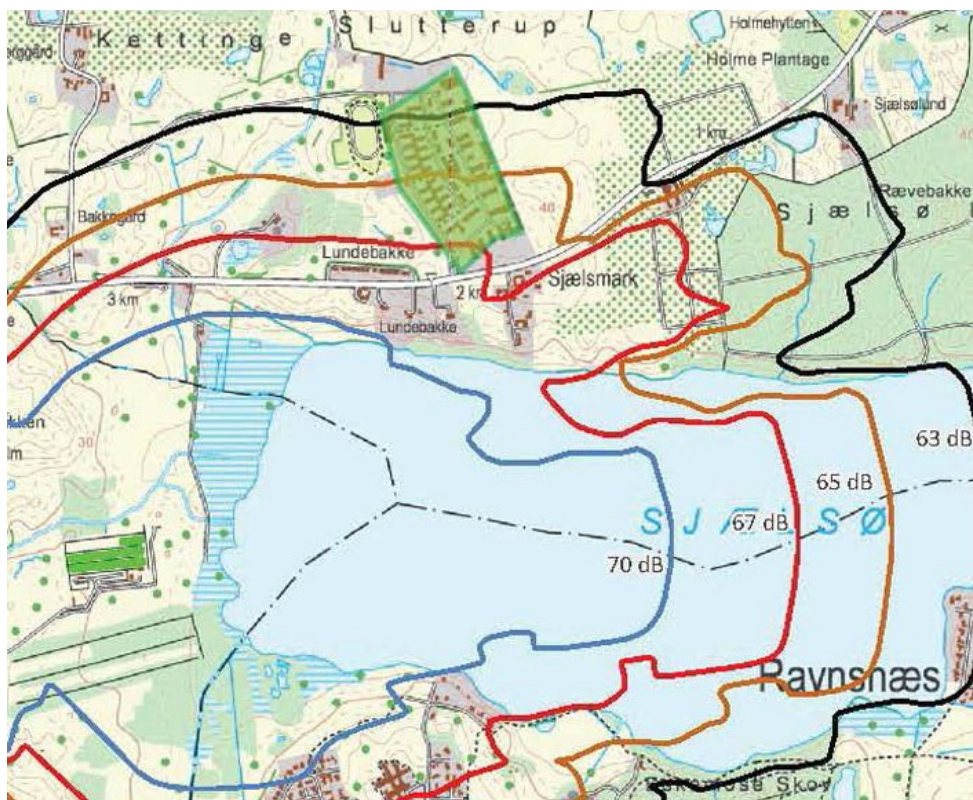 Slutterup
Holmehytten
Kettinge
Holme Plantage
Sjælsølund
1 km
40
Rævebakke
Bakkegård
40
Sjælsø
Lundebakke
Sjælsmark
3 km
2 km
Lundebakke
30
63 dB
65 dB
SJÆLSØ
67 dB
70 dB
Ravnsnæs